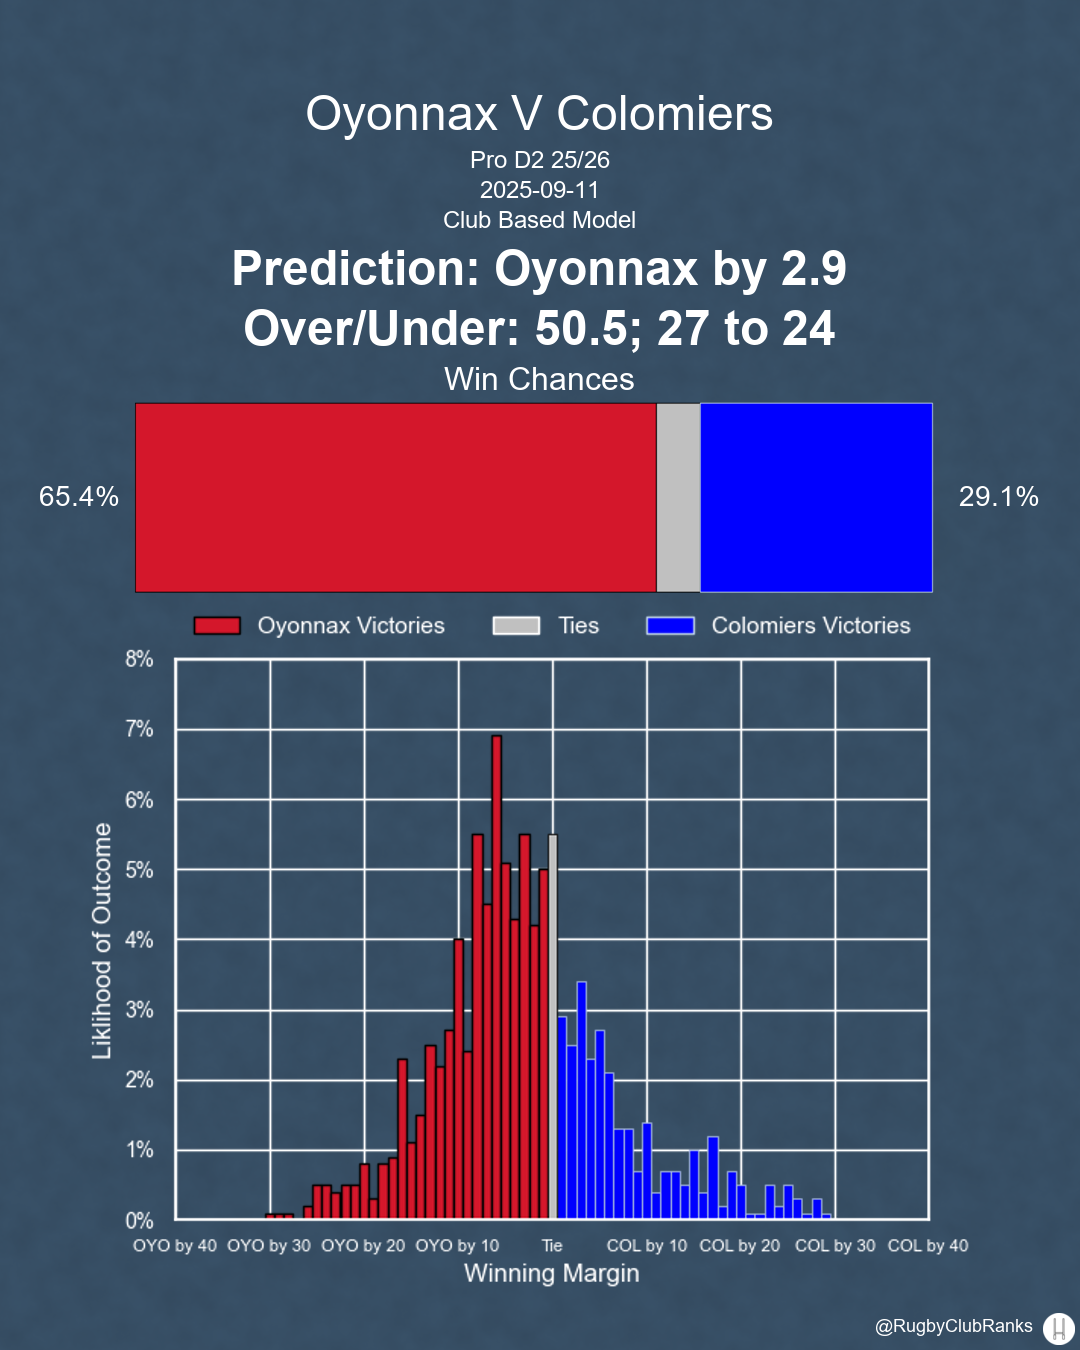 Oyonnax V Colomiers
Pro D2 25/26
2025-09-11
Club Based Model
Prediction: Oyonnax by 2.9
Over/Under: 50.5; 27 to 24
Win Chances
65.4%
29.1%
Oyonnax Victories
Ties
Colomiers Victories
8%
7%
6%
5%
4%
3%
2%
1%
0%
Liklihood of Outcome
OYO by 40 OYO by 30 OYO by 20 OYO by 10 Tie COL by 10 COL by 20 COL by 30 COL by 40
Winning Margin
@RugbyClubRanks